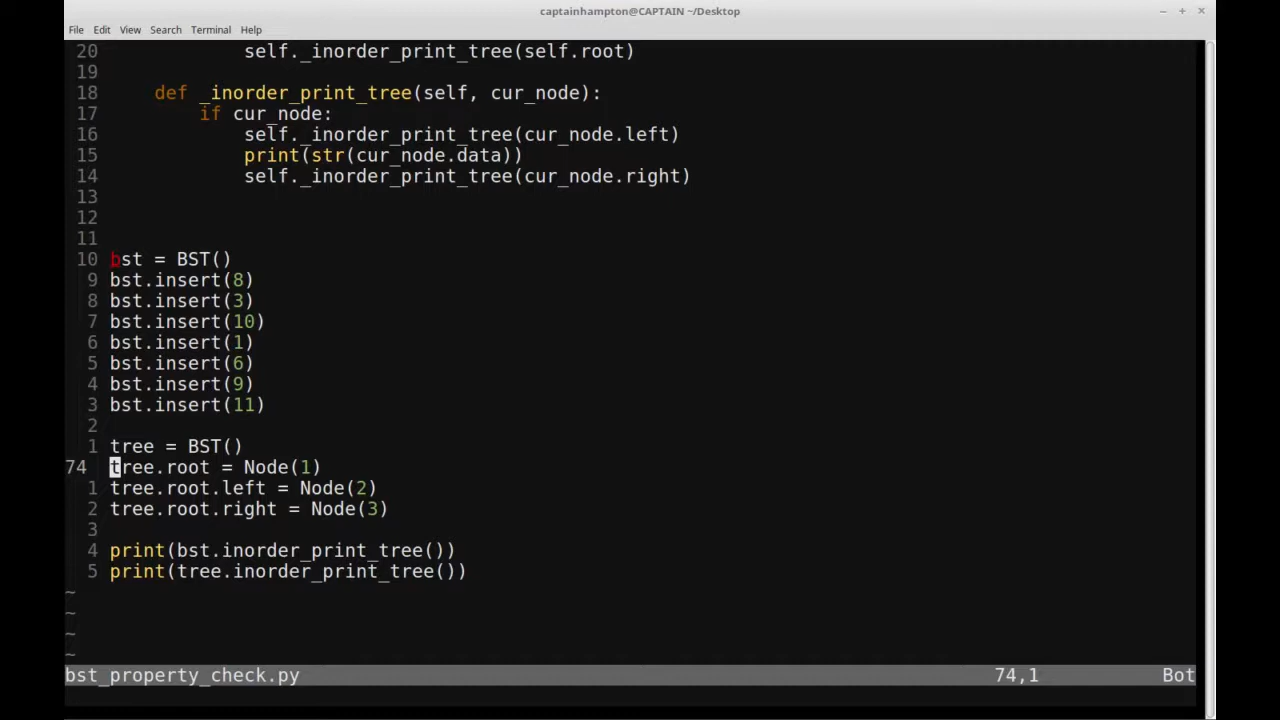 captainhampton@CAPTAIN ~/Desktop
File Edit View Search Terminal Help
20             self._inorder_print_tree(self.root)
19
18     def _inorder_print_tree(self, cur_node):
17         if cur_node:
16             self._inorder_print_tree(cur_node.left)
15             print(str(cur_node.data))
14             self._inorder_print_tree(cur_node.right)
13
12
11
10 bst = BST()
9 bst.insert(8)
8 bst.insert(3)
7 bst.insert(10)
6 bst.insert(1)
5 bst.insert(6)
4 bst.insert(9)
3 bst.insert(11)
2
1 tree = BST()
74 tree.root = Node(1)
1 tree.root.left = Node(2)
2 tree.root.right = Node(3)
3
4 print(bst.inorder_print_tree())
5 print(tree.inorder_print_tree())
~
~
~
~
bst_property_check.py 74,1 Bot